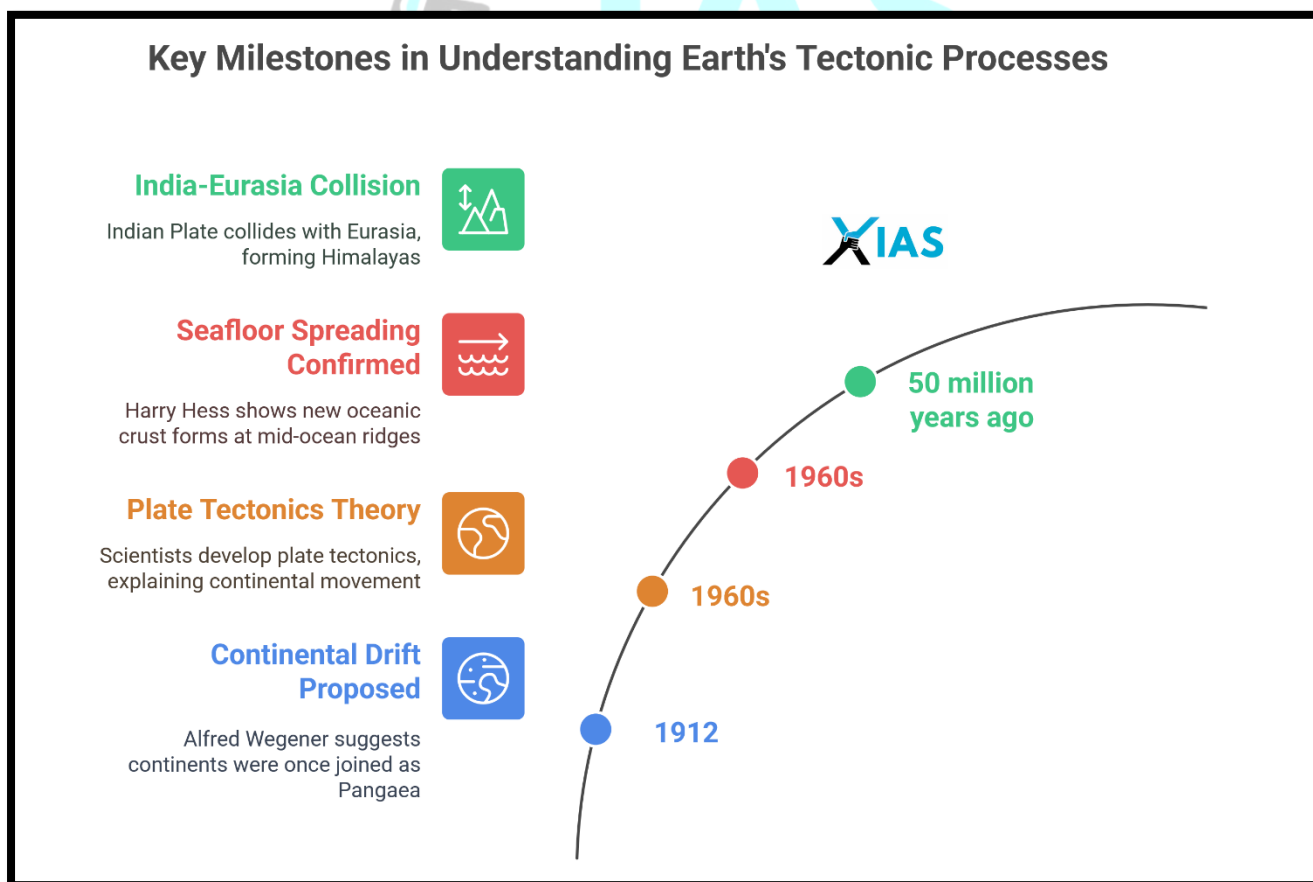 Key Milestones in Understanding Earth's Tectonic Processes
India-Eurasia Collision
Indian Plate collides with Eurasia,
forming Himalayas
XIAS
50 million
years ago
Seafloor Spreading
Confirmed
Harry Hess shows new oceanic
crust forms at mid-ocean ridges
1960s
Plate Tectonics Theory
Scientists develop plate tectonics,
explaining continental movement
1960s
Continental Drift
Proposed
Alfred Wegener suggests
continents were once joined as
Pangaea
1912